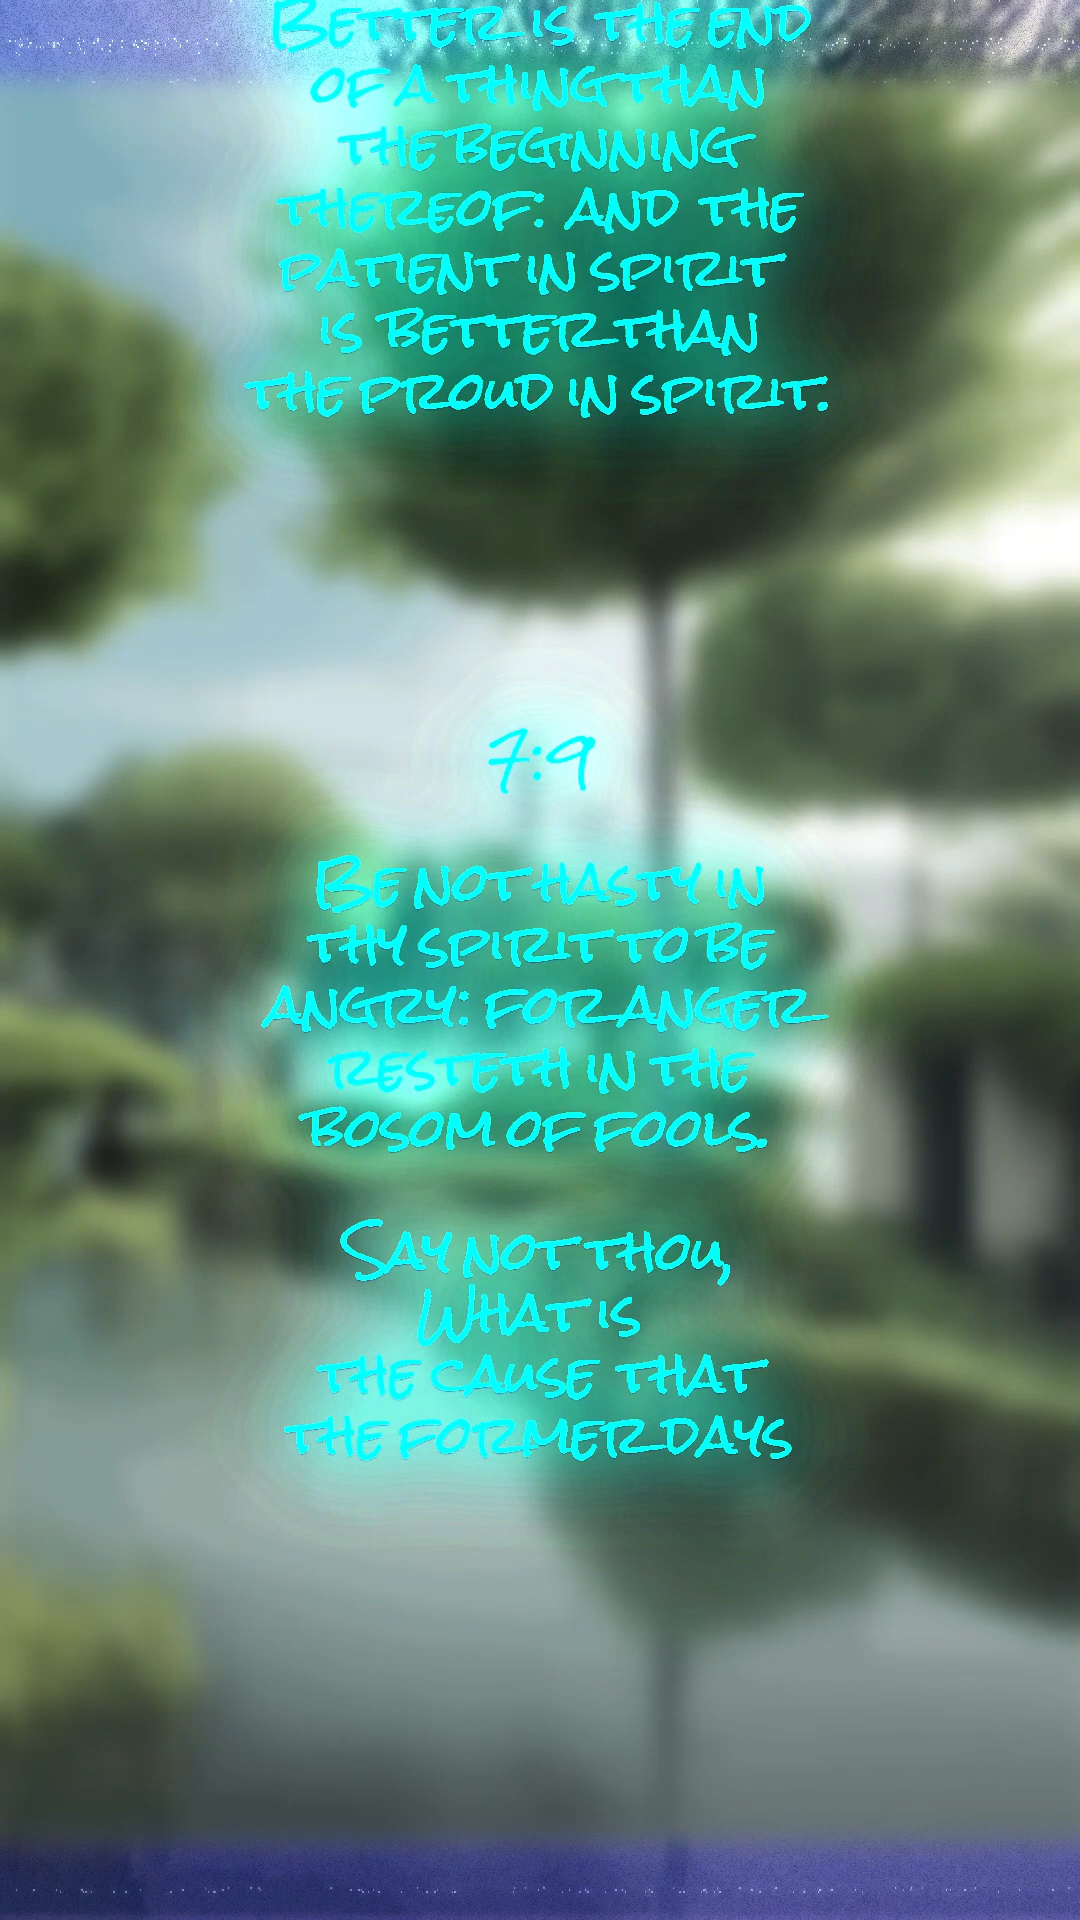 Better is the end
of a thing than
the beginning
thereof: and the
patient in spirit
is better than
the proud in spirit.
7:9
Be not hasty in
thy spirit to be
angry: for anger
resteth in the
bosom of fools.
Say not thou,
What is
the cause that
the former days